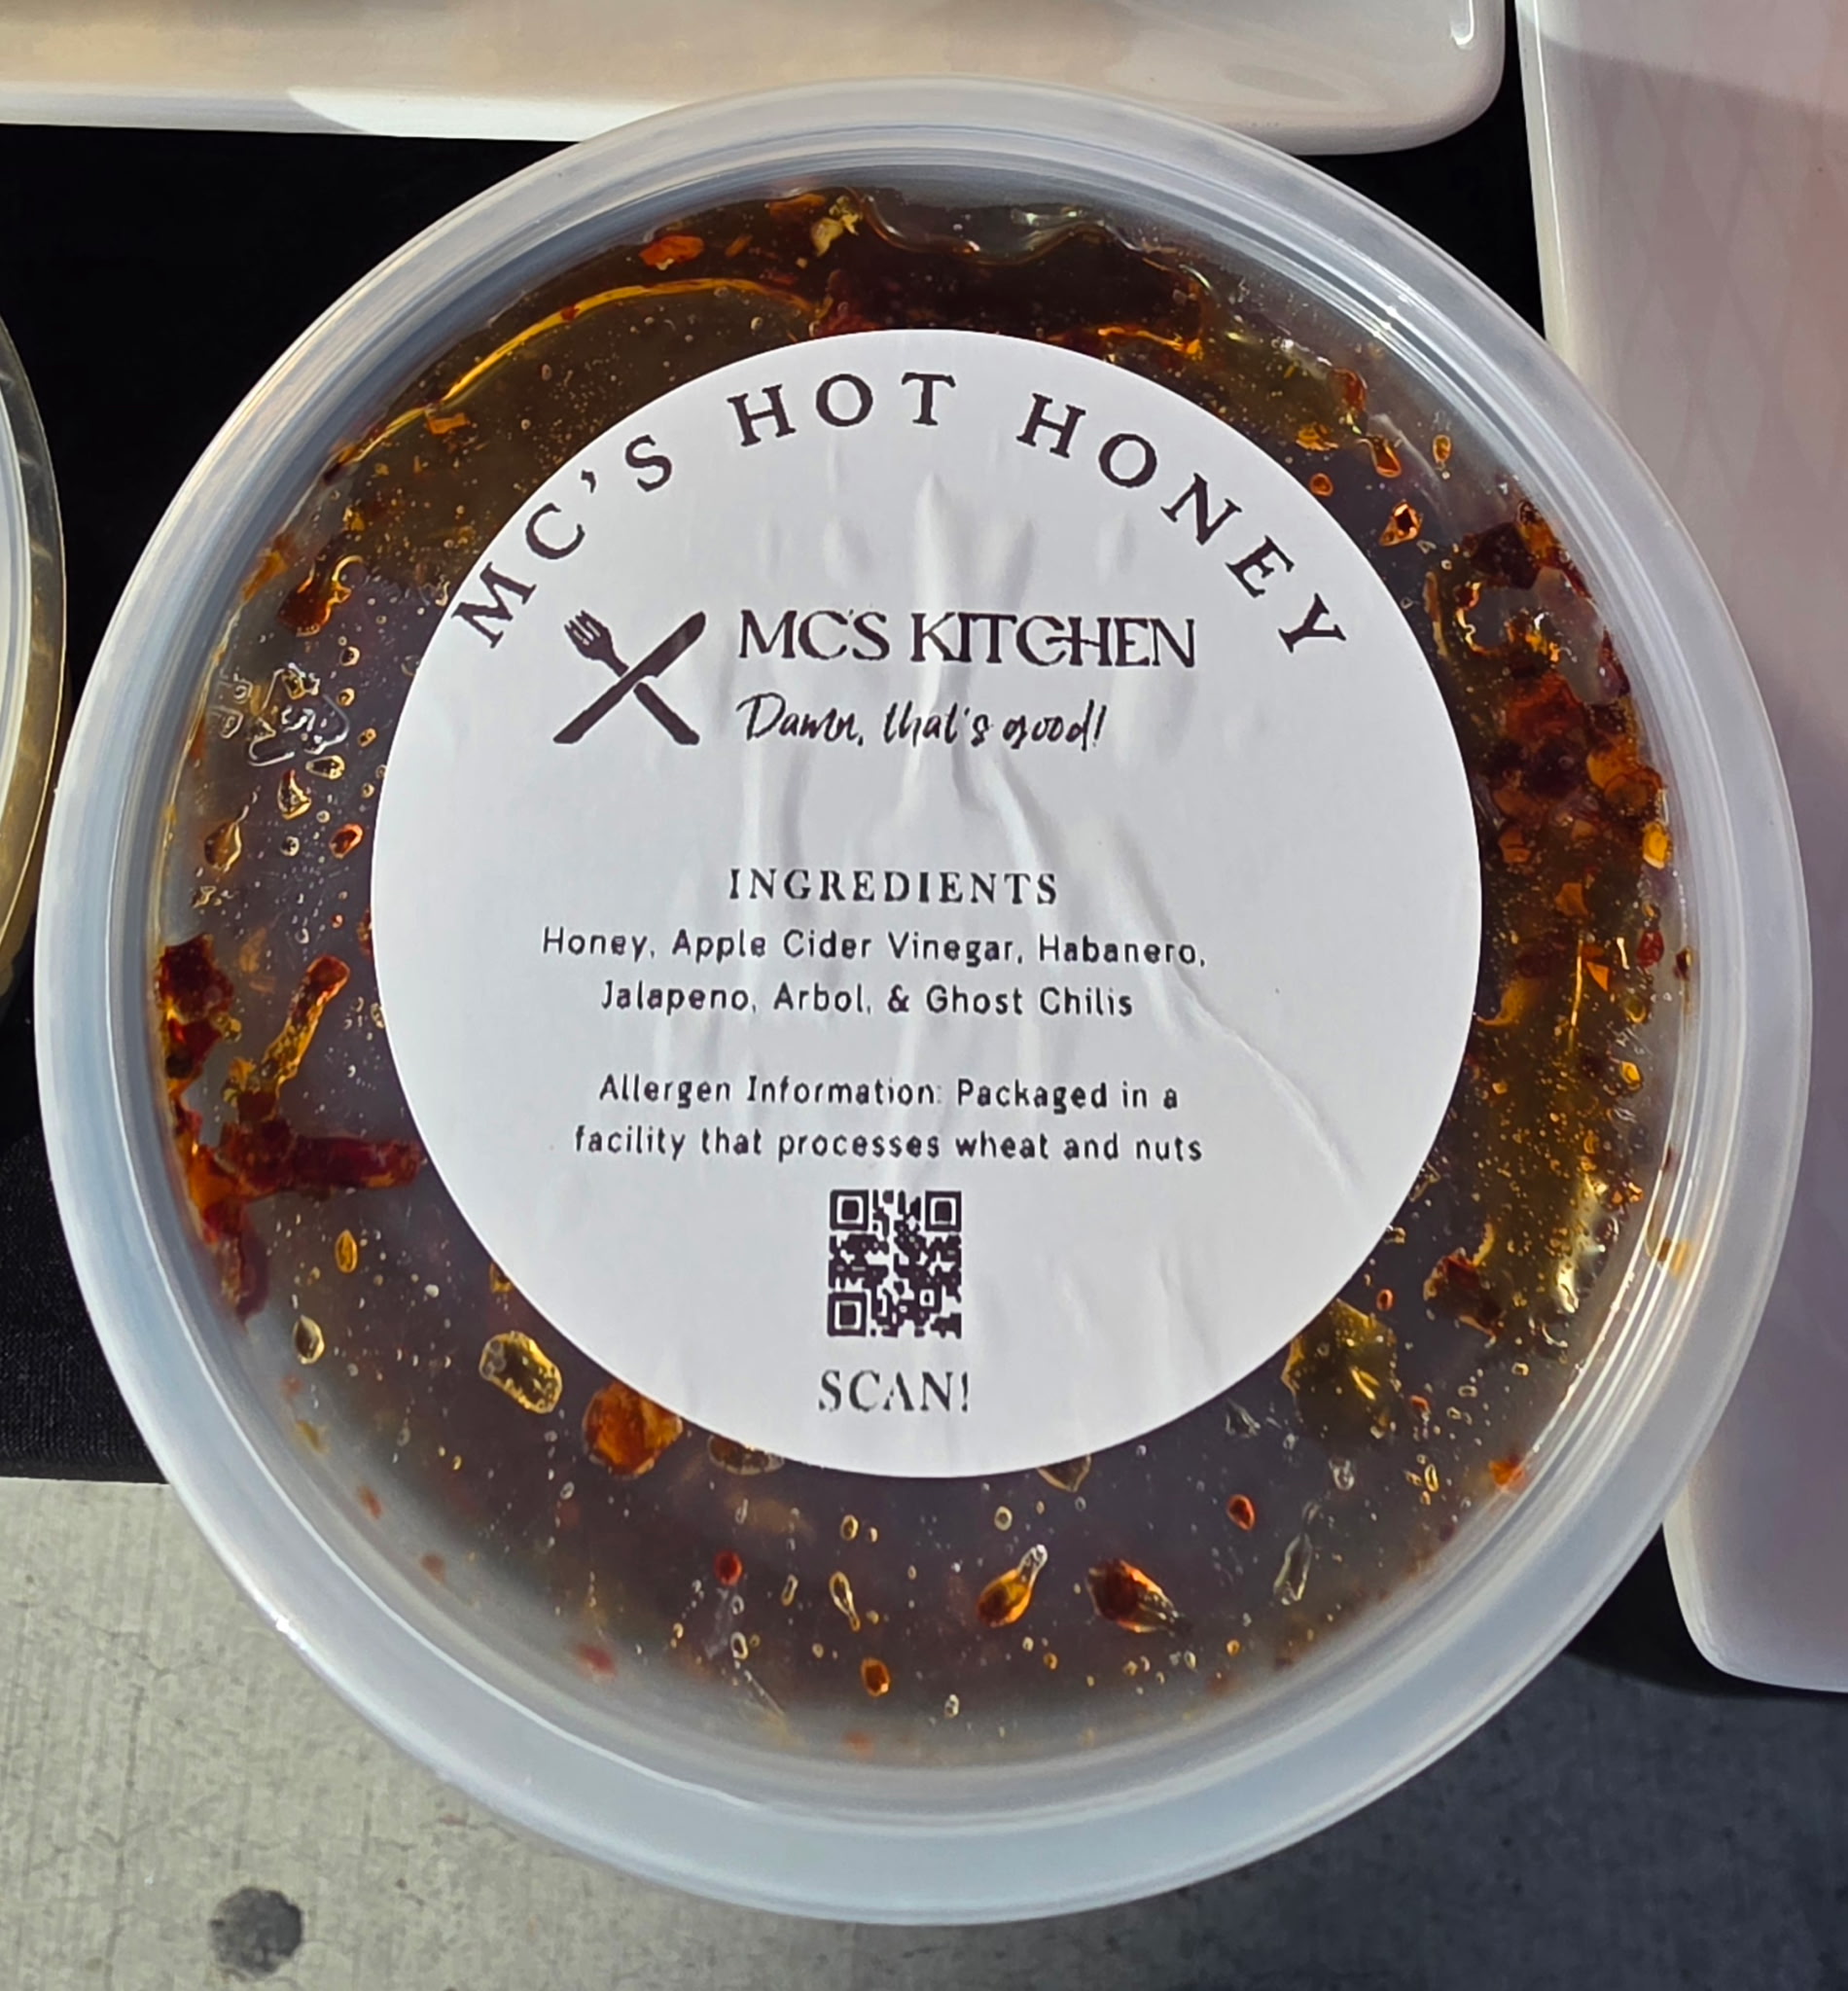 MC'S HOT HONEY
MC'S KITCHEN
Damn, that's good!
INGREDIENTS
Honey, Apple Cider Vinegar, Habanero,
Jalapeno, Arbol, & Ghost Chilis
Allergen Information: Packaged in a
facility that processes wheat and nuts
SCAN!